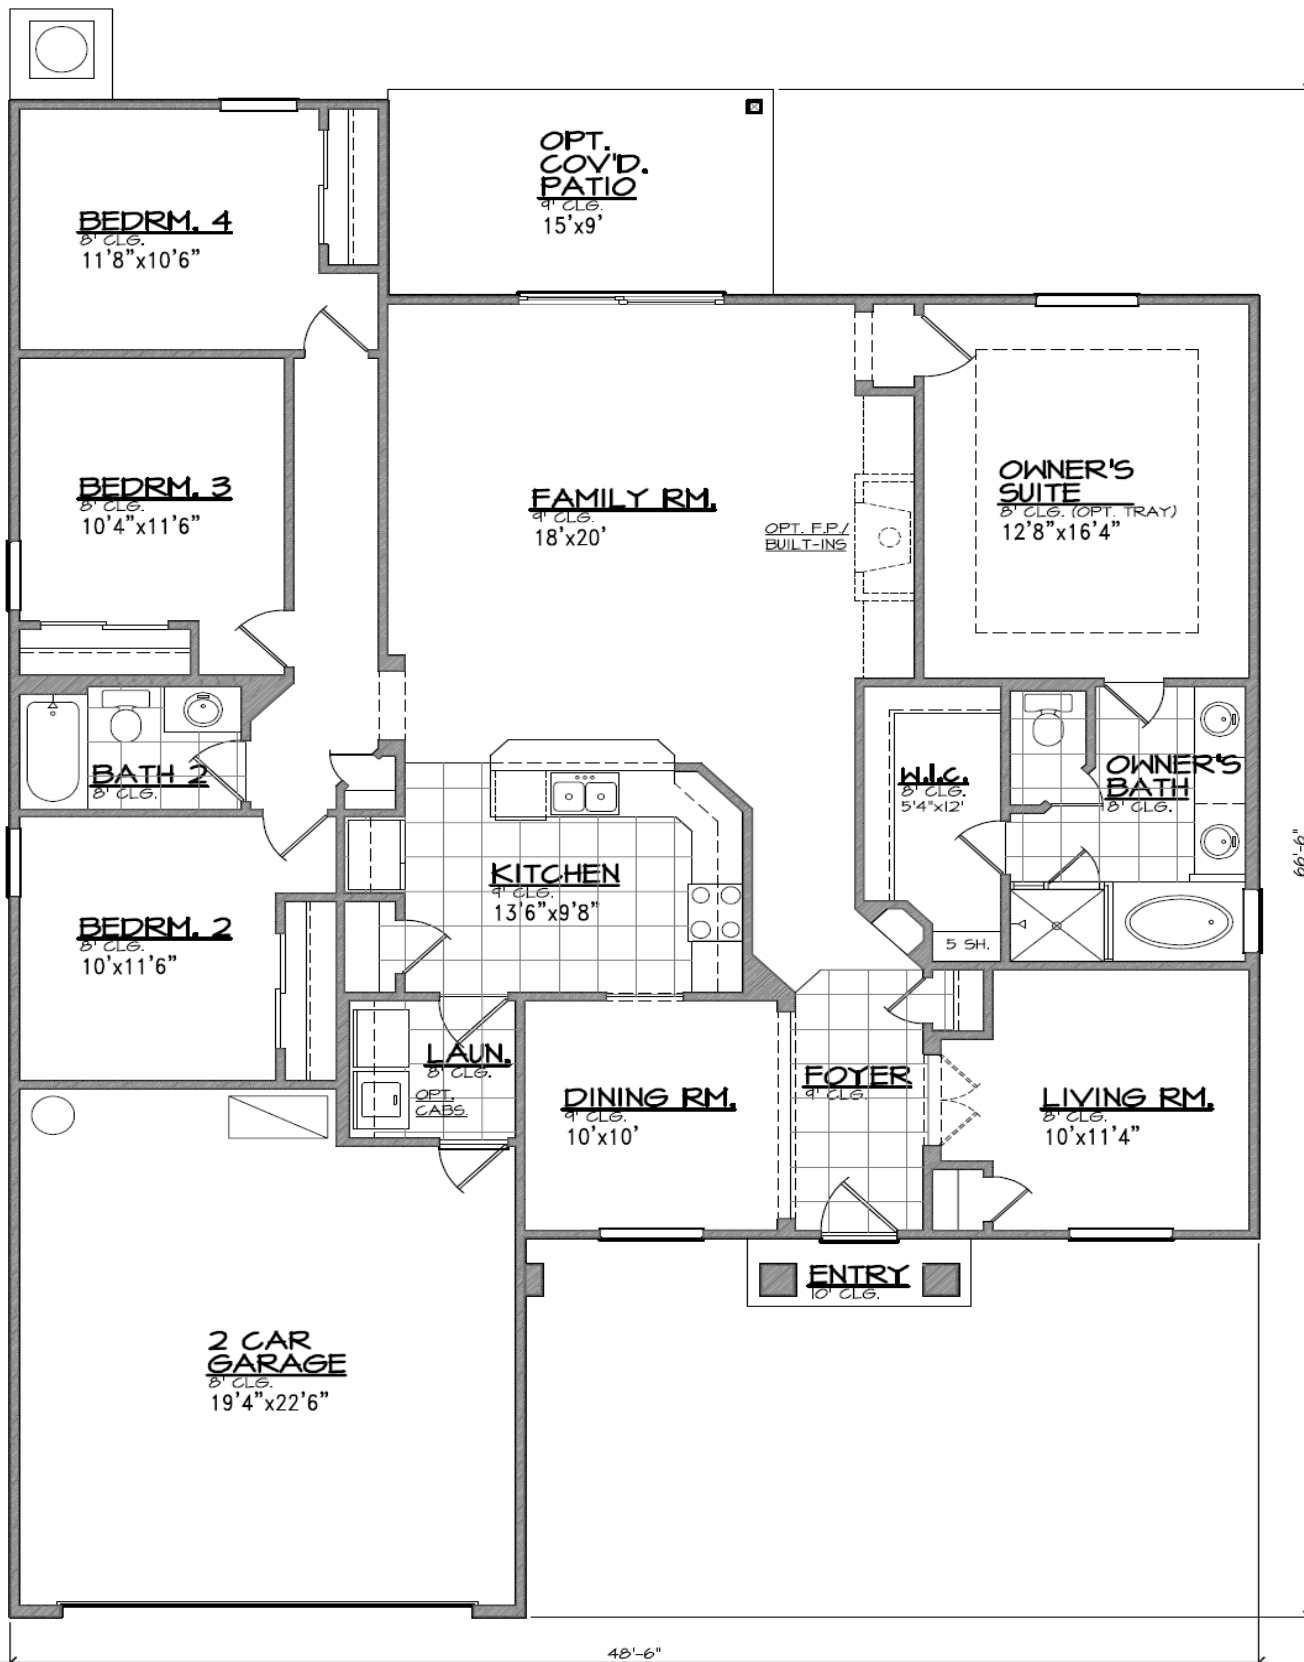 OPT.
COV'D.
PATIO
9' CLG.
15'x9'
BEDRM. 4
8' CLG.
11'8"x10'6"
BEDRM. 3
8' CLG.
10'4"x11'6"
FAMILY RM.
9' CLG.
18'x20'
OPT. F.P./
BUILT-INS
OWNER'S
SUITE
8' CLG. (OPT. TRAY)
12'8"x16'4"
BATH 2
8' CLG.
W.I.C.
8' CLG.
5'4"x12'
OWNER'S
BATH
8' CLG.
66'-6"
KITCHEN
9' CLG.
13'6"x9'8"
BEDRM. 2
8' CLG.
10'x11'6"
5 SH.
LAUN.
8' CLG.
OPT.
CABS.
DINING RM.
9' CLG.
10'x10'
FOYER
9' CLG.
LIVING RM.
8' CLG.
10'x11'4"
ENTRY
10' CLG.
2 CAR
GARAGE
8' CLG.
19'4"x22'6"
48'-6"